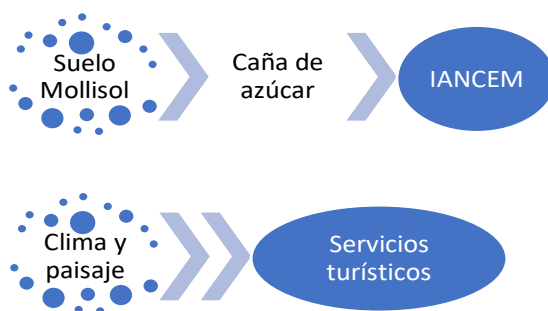 Suelo
Mollisol
Caña de
azúcar
IANCEM
Clima y
paisaje
Servicios
turísticos